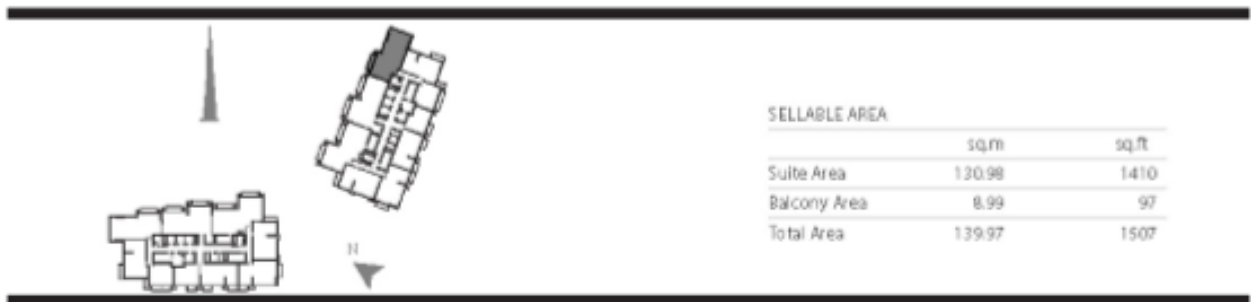 SELLABLE AREA
sq.m sq.ft
Suite Area 130.98 1410
Balcony Area 8.99 97
Total Area 139.97 1507
N